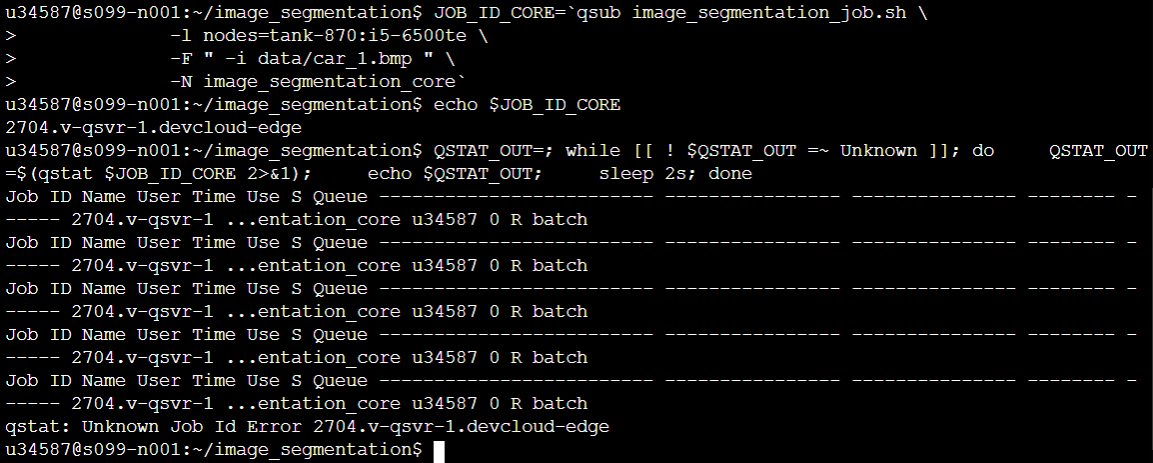 u34587@s099-n001:~/image_segmentation$ JOB_ID_CORE=`qsub image_segmentation_job.sh \
>              -l nodes=tank-870:i5-6500te \
>              -F " -i data/car_1.bmp " \
>              -N image_segmentation_core`
u34587@s099-n001:~/image_segmentation$ echo $JOB_ID_CORE
2704.v-qsvr-1.devcloud-edge
u34587@s099-n001:~/image_segmentation$ QSTAT_OUT=; while [[ ! $QSTAT_OUT =~ Unknown ]]; do     QSTAT_OUT
=$(qstat $JOB_ID_CORE 2>&1);     echo $QSTAT_OUT;     sleep 2s; done
Job ID Name User Time Use S Queue ------------------------- ---------------- --------------- -------- -
----- 2704.v-qsvr-1 ...entation_core u34587 0 R batch
Job ID Name User Time Use S Queue ------------------------- ---------------- --------------- -------- -
----- 2704.v-qsvr-1 ...entation_core u34587 0 R batch
Job ID Name User Time Use S Queue ------------------------- ---------------- --------------- -------- -
----- 2704.v-qsvr-1 ...entation_core u34587 0 R batch
Job ID Name User Time Use S Queue ------------------------- ---------------- --------------- -------- -
----- 2704.v-qsvr-1 ...entation_core u34587 0 R batch
Job ID Name User Time Use S Queue ------------------------- ---------------- --------------- -------- -
----- 2704.v-qsvr-1 ...entation_core u34587 0 R batch
qstat: Unknown Job Id Error 2704.v-qsvr-1.devcloud-edge
u34587@s099-n001:~/image_segmentation$